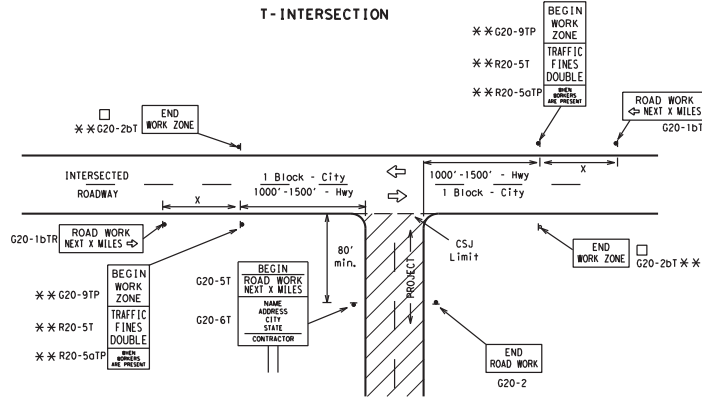 T-INTERSECTION
BEGIN
WORK
ZONE
**G20-9TP
TRAFFIC
FINES
DOUBLE
**R20-5T
WHEN
WORKERS
ARE PRESENT
**R20-5aTP
ROAD WORK
⇦ NEXT X MILES
G20-1bT
END
WORK ZONE
□
**G20-2bT
INTERSECTED
ROADWAY
X
1 Block - City
1000'-1500' - Hwy
1000'-1500' - Hwy
1 Block - City
X
G20-1bTR
ROAD WORK
NEXT X MILES ⇨
80'
min.
CSJ
Limit
END
WORK ZONE
□
G20-2bT **
BEGIN
WORK
ZONE
**G20-9TP
TRAFFIC
FINES
DOUBLE
**R20-5T
WHEN
WORKERS
ARE PRESENT
**R20-5aTP
G20-5T
BEGIN
ROAD WORK
NEXT X MILES
G20-6T
NAME
ADDRESS
CITY
STATE
CONTRACTOR
PROJECT
END
ROAD WORK
G20-2